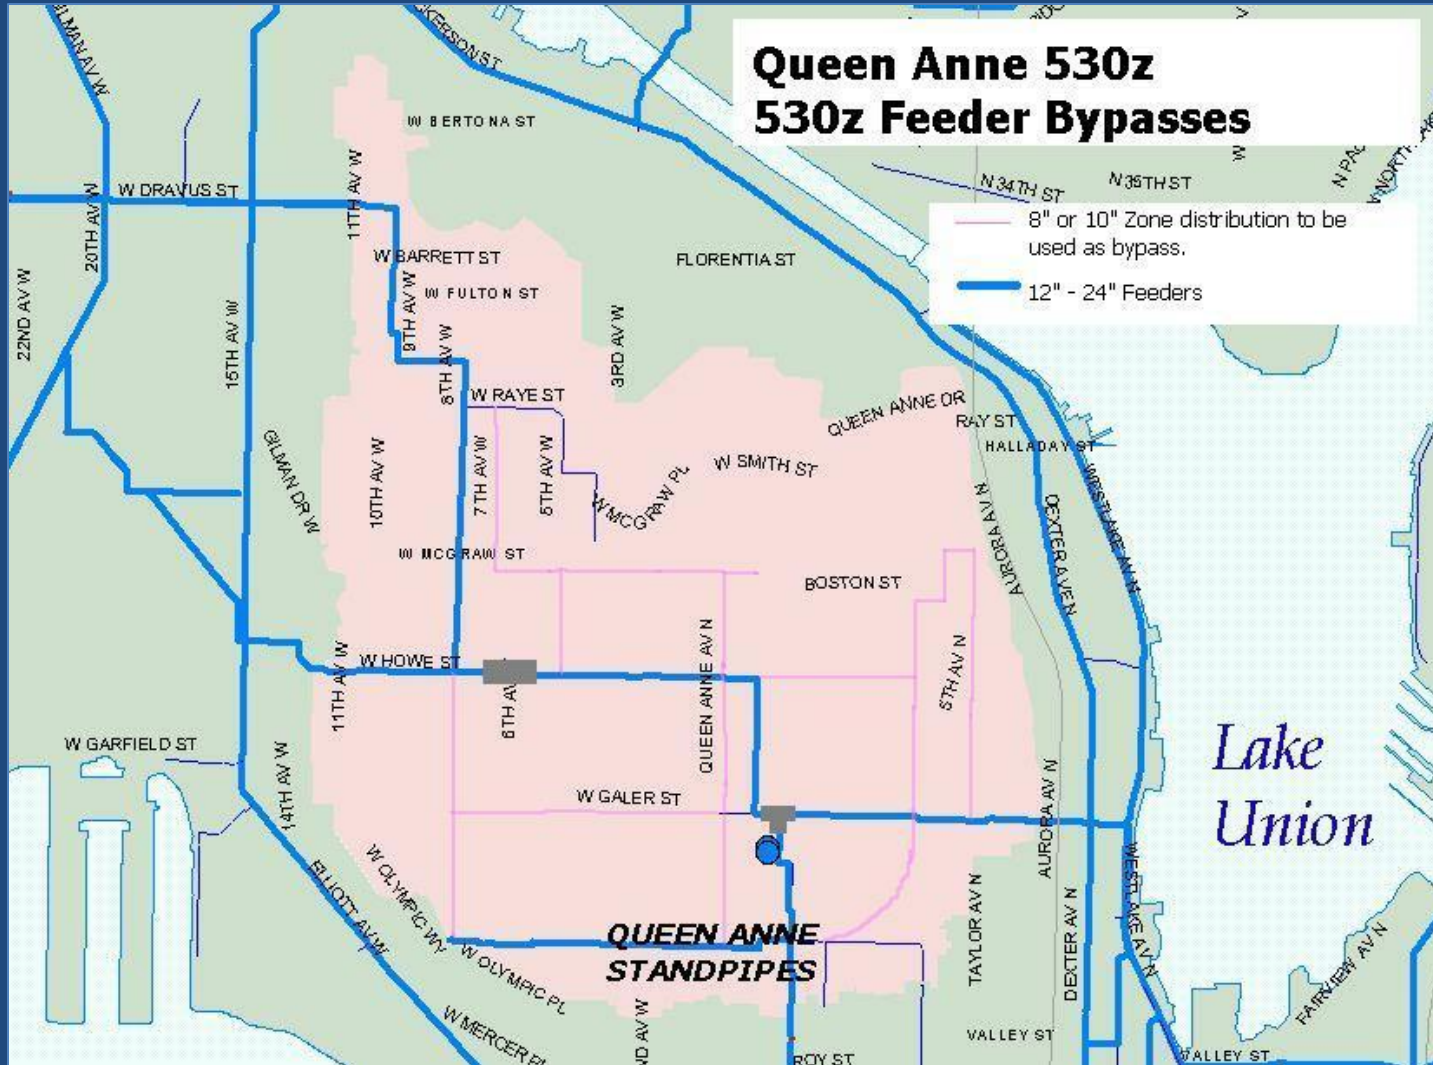 Queen Anne 530z
530z Feeder Bypasses
8" or 10" Zone distribution to be
used as bypass.
12" - 24" Feeders
W BERTONA ST
N 34TH ST
N 35TH ST
W DRAVUS ST
11TH AV W
20TH AV W
W BARRETT ST
FLORENTIA ST
W FULTON ST
9TH AV W
22ND AV W
15TH AV W
8TH AV W
3RD AV W
W RAYE ST
QUEEN ANNE DR
RAY ST
HALLADAY ST
GILMAN DR W
10TH AV W
7TH AV W
5TH AV W
W MCGRAW PL
W SMITH ST
AURORA AV N
DEXTER AV N
WESTLAKE AV N
W MCGRAW ST
BOSTON ST
11TH AV W
W HOWE ST
QUEEN ANNE AV N
5TH AV N
W GARFIELD ST
14TH AV W
W GALER ST
AURORA AV N
Lake
Union
ELLIOTT AV W
W OLYMPIC WY
W OLYMPIC PL
QUEEN ANNE
STANDPIPES
TAYLOR AV N
DEXTER AV N
WESTLAKE AV N
FAIRVIEW AV N
W MERCER
VALLEY ST
ROY ST
VALLEY ST